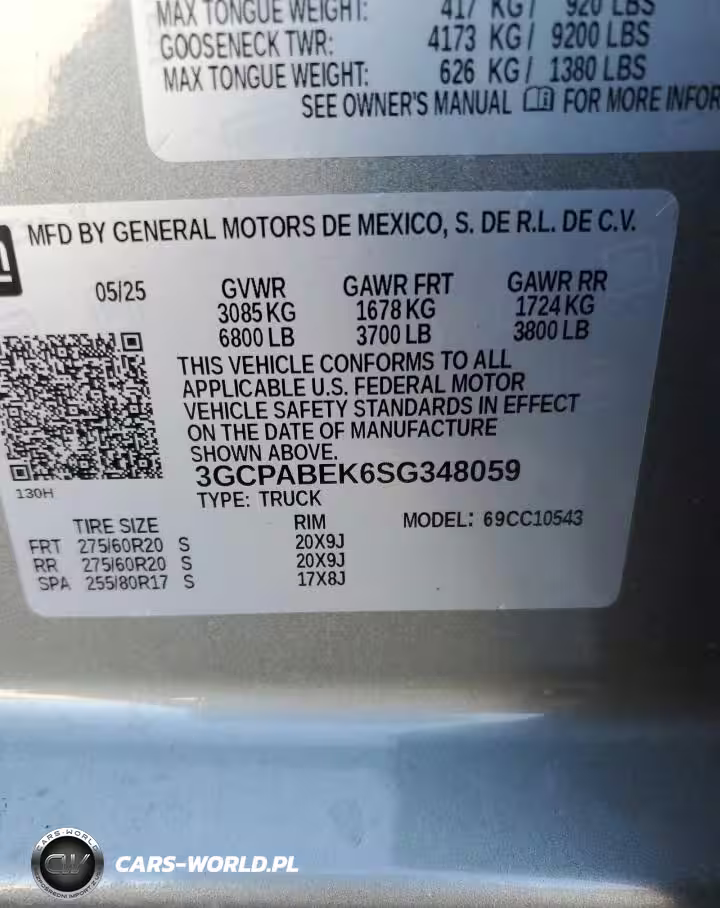 MAX TONGUE WEIGHT: 417 KG / 920 LBS
GOOSENECK TWR: 4173 KG / 9200 LBS
MAX TONGUE WEIGHT: 626 KG / 1380 LBS
SEE OWNER'S MANUAL FOR MORE INFOR
MFD BY GENERAL MOTORS DE MEXICO, S. DE R.L. DE C.V.
05/25 GVWR GAWR FRT GAWR RR
3085 KG 1678 KG 1724 KG
6800 LB 3700 LB 3800 LB
THIS VEHICLE CONFORMS TO ALL
APPLICABLE U.S. FEDERAL MOTOR
VEHICLE SAFETY STANDARDS IN EFFECT
ON THE DATE OF MANUFACTURE
SHOWN ABOVE.
3GCPABEK6SG348059
130H
TYPE: TRUCK
TIRE SIZE RIM MODEL: 69CC10543
FRT 275/60R20 S 20X9J
RR 275/60R20 S 20X9J
SPA 255/80R17 S 17X8J
CARS-WORLD
CARS-WORLD.PL